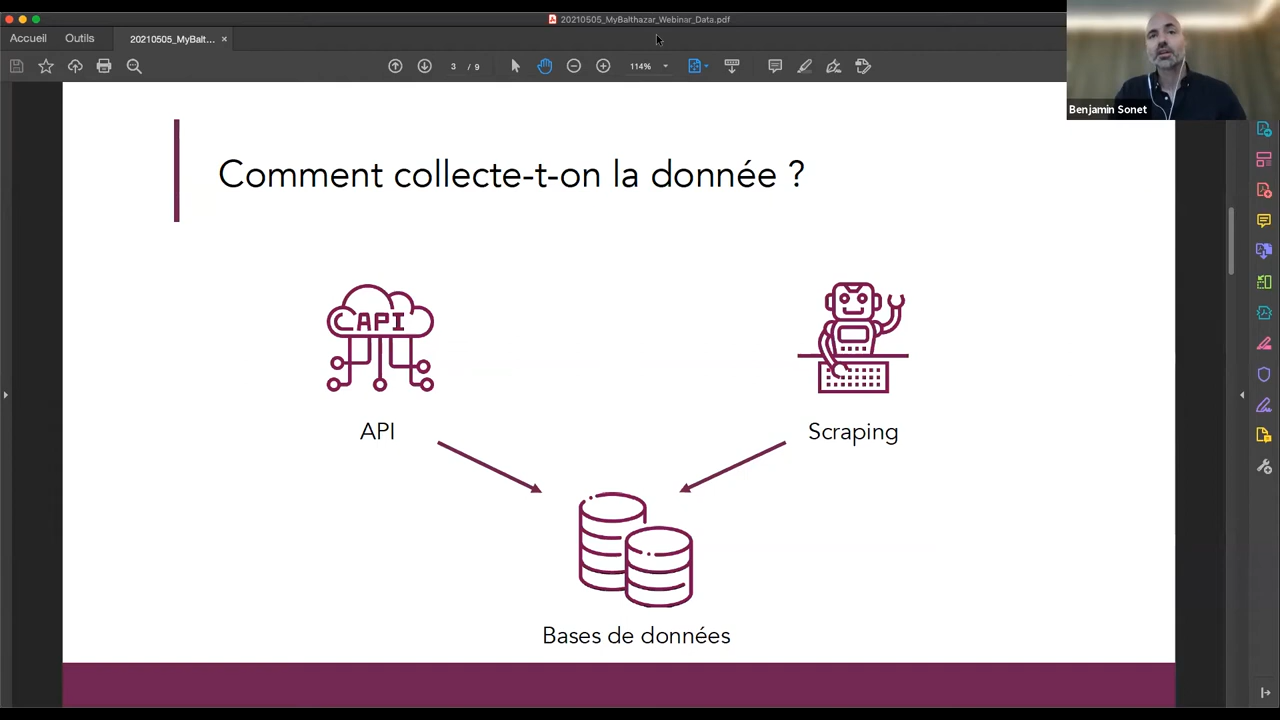 20210505_MyBalthazar_Webinar_Data.pdf
Accueil
Outils
20210505_MyBalt...
3 / 9
114%
Benjamin Sonet
Comment collecte-t-on la donnée ?
API
API
Scraping
Bases de données